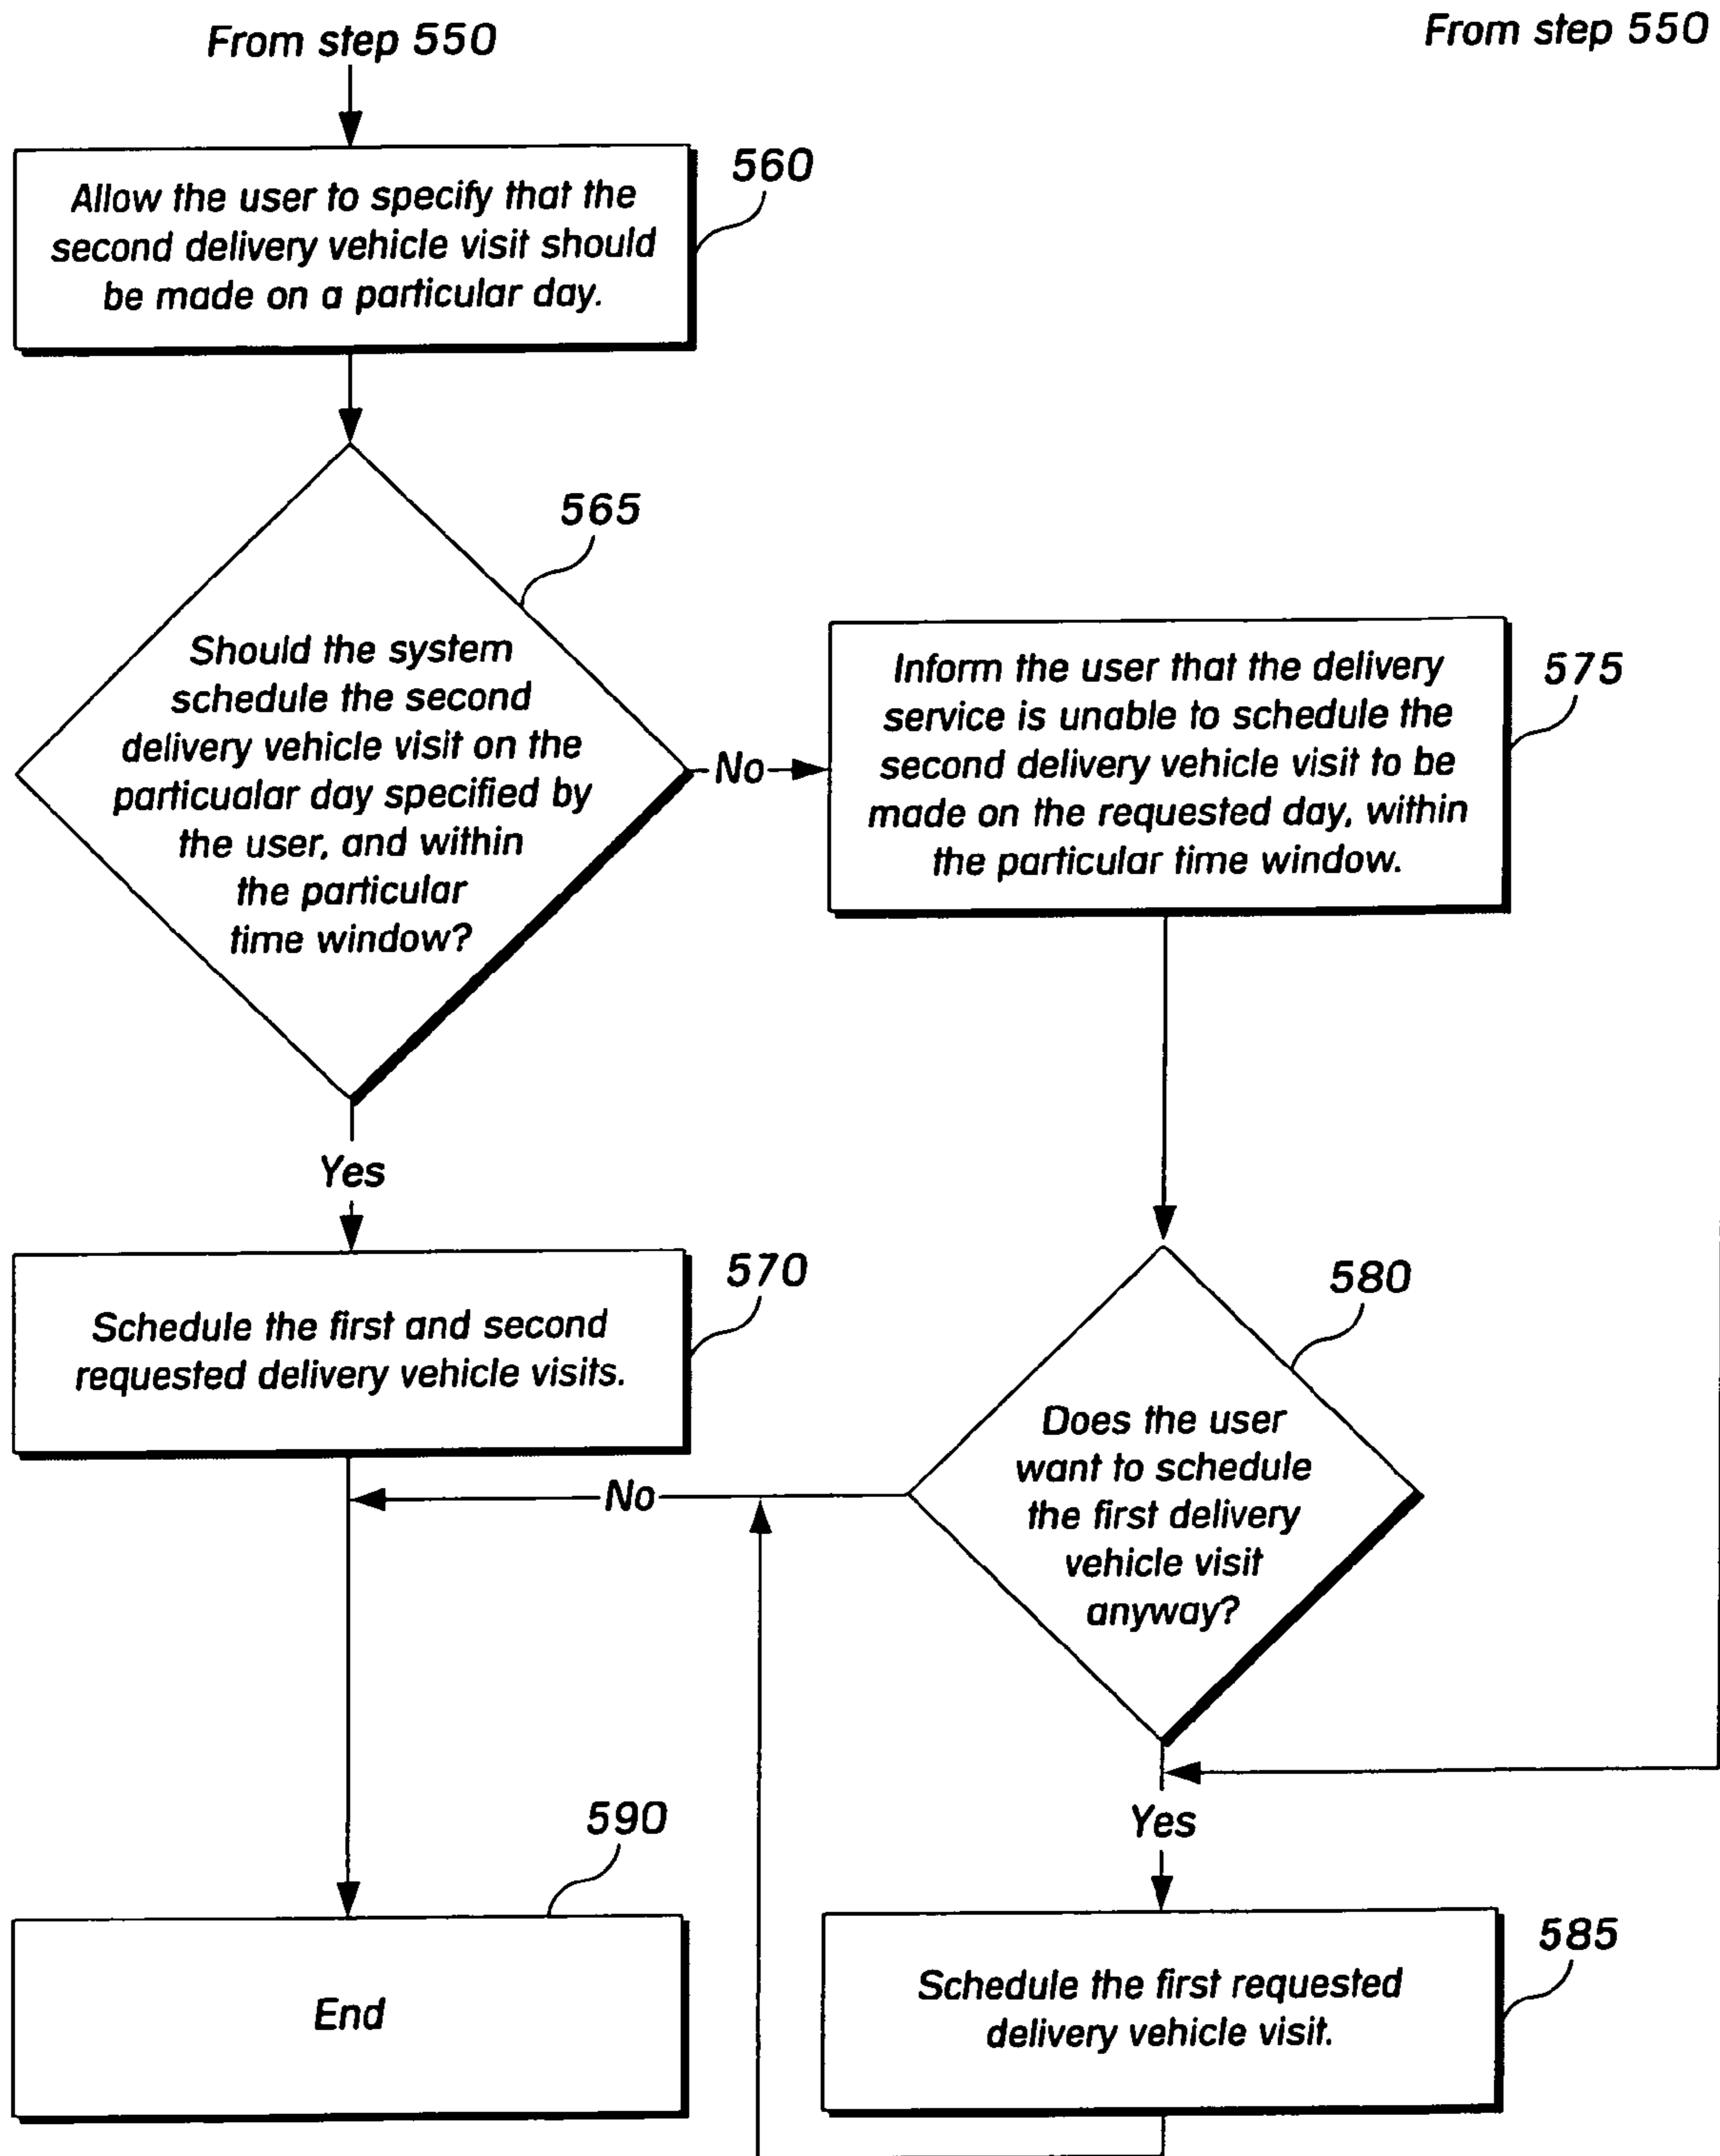 From step 550
From step 550
560
Allow the user to specify that the
second delivery vehicle visit should
be made on a particular day.
565
Should the system
schedule the second
delivery vehicle visit on the
particualar day specified by
the user, and within
the particular
time window?
No
575
Inform the user that the delivery
service is unable to schedule the
second delivery vehicle visit to be
made on the requested day, within
the particular time window.
Yes
570
Schedule the first and second
requested delivery vehicle visits.
580
Does the user
want to schedule
the first delivery
vehicle visit
anyway?
No
Yes
590
End
585
Schedule the first requested
delivery vehicle visit.